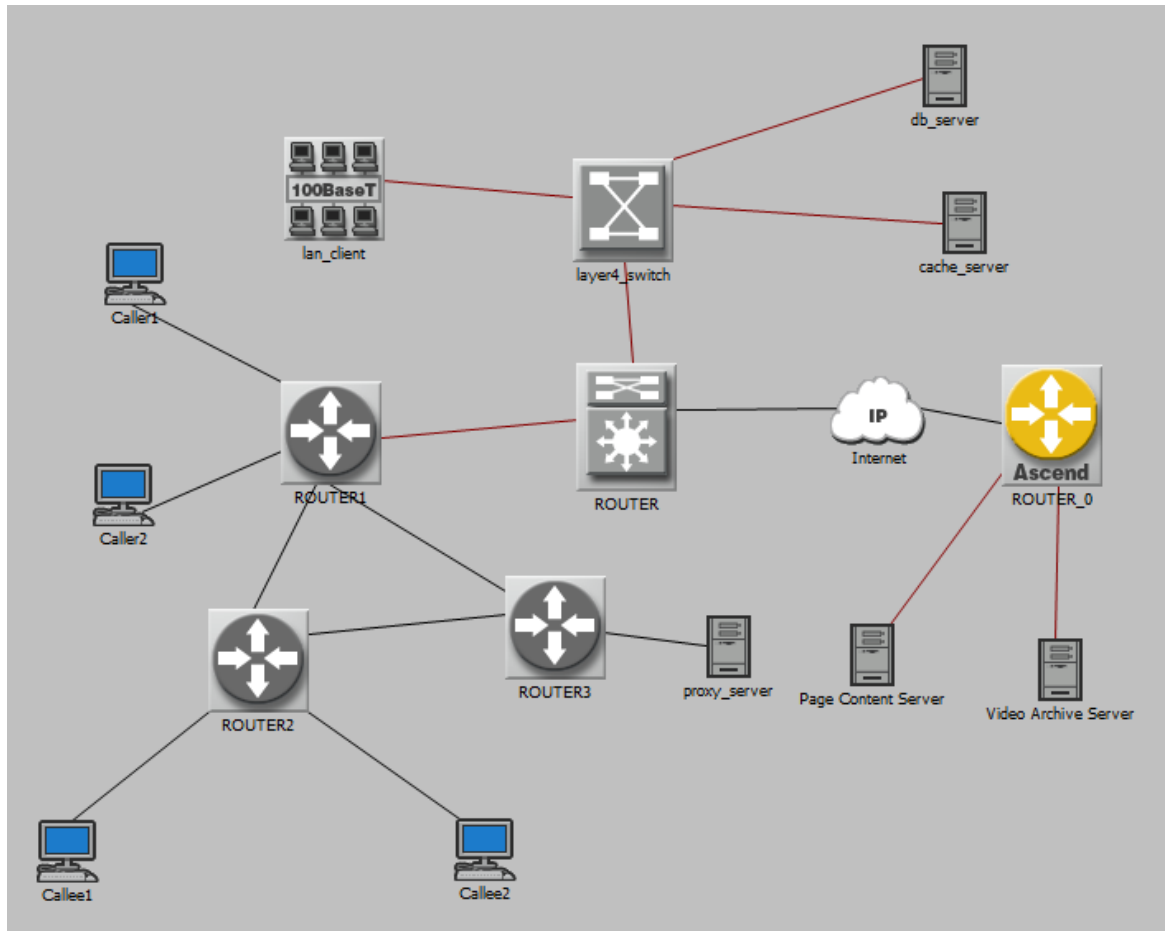 db_server
100BaseT
lan_client
layer4_switch
cache_server
Caller1
IP
Internet
Ascend
ROUTER_0
ROUTER1
ROUTER
Caller2
ROUTER3
proxy_server
Page Content Server
Video Archive Server
ROUTER2
Callee1
Callee2